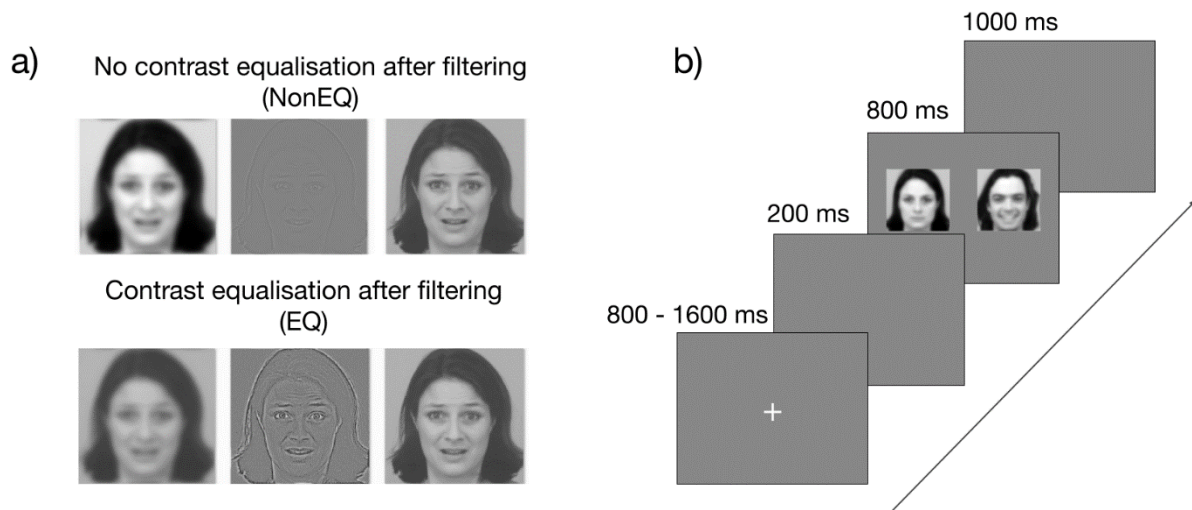 a)
No contrast equalisation after filtering
(NonEQ)
Contrast equalisation after filtering
(EQ)
b)
1000 ms
800 ms
200 ms
800 - 1600 ms